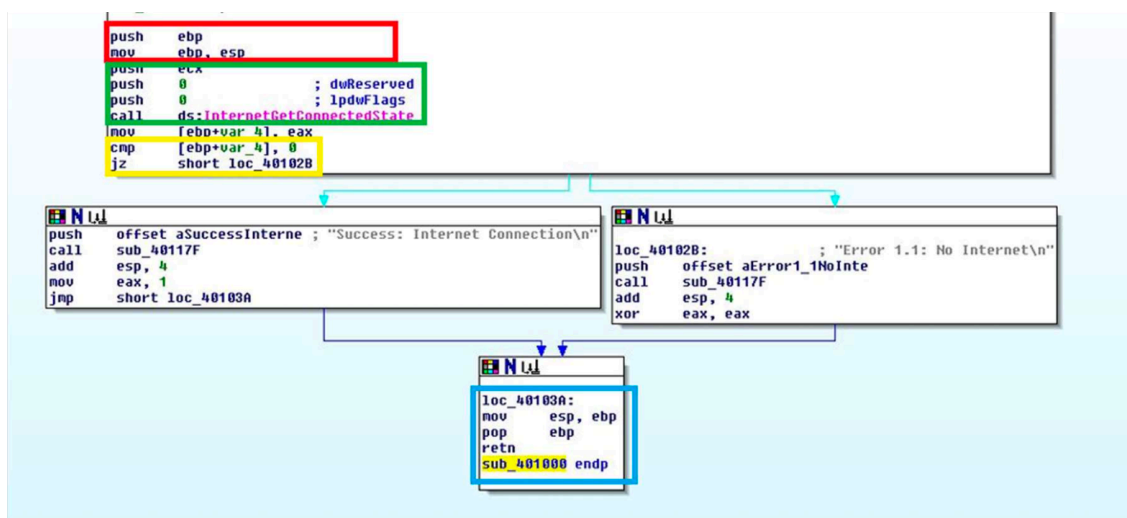 push ebp
mov ebp, esp
push ecx
push 0 ; dwReserved
push 0 ; lpdwFlags
call ds:InternetGetConnectedState
mov [ebp+var_4], eax
cmp [ebp+var_4], 0
jz short loc_40102B
push offset aSuccessInterne ; "Success: Internet Connection\n"
call sub_40117F
add esp, 4
mov eax, 1
jmp short loc_40103A
loc_40102B: ; "Error 1.1: No Internet\n"
push offset aError1_1NoInte
call sub_40117F
add esp, 4
xor eax, eax
loc_40103A:
mov esp, ebp
pop ebp
retn
sub_401000 endp